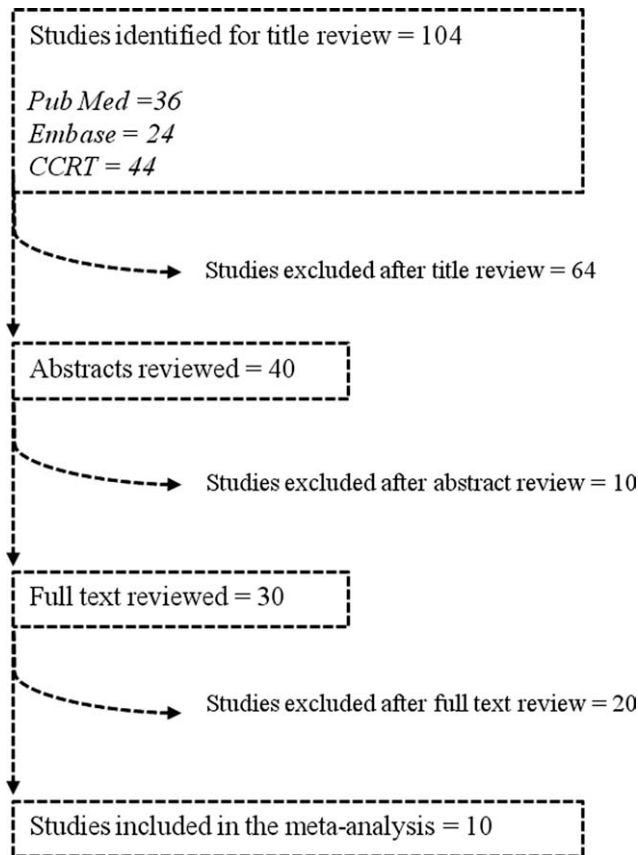 Studies identified for title review = 104
Pub Med =36
Embase = 24
CCRT = 44
Studies excluded after title review = 64
Abstracts reviewed = 40
Studies excluded after abstract review = 10
Full text reviewed = 30
Studies excluded after full text review = 20
Studies included in the meta-analysis = 10